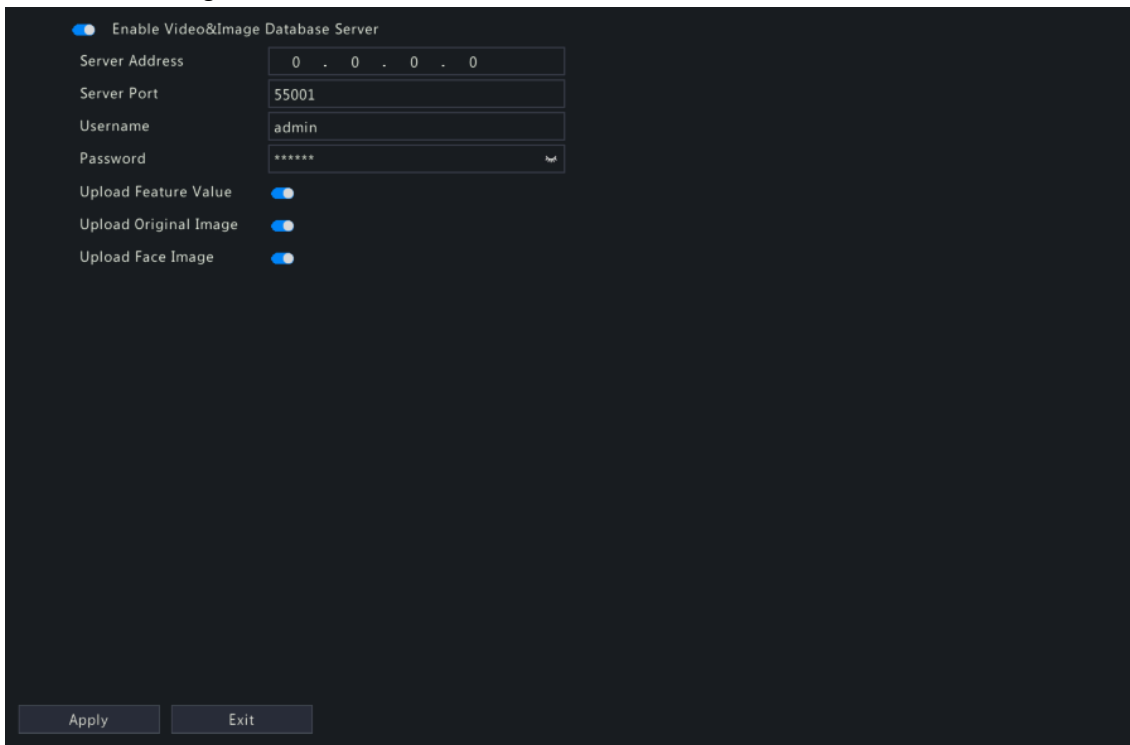 Enable Video&Image Database Server
Server Address 0 . 0 . 0 . 0
Server Port 55001
Username admin
Password ******
Upload Feature Value
Upload Original Image
Upload Face Image
Apply Exit